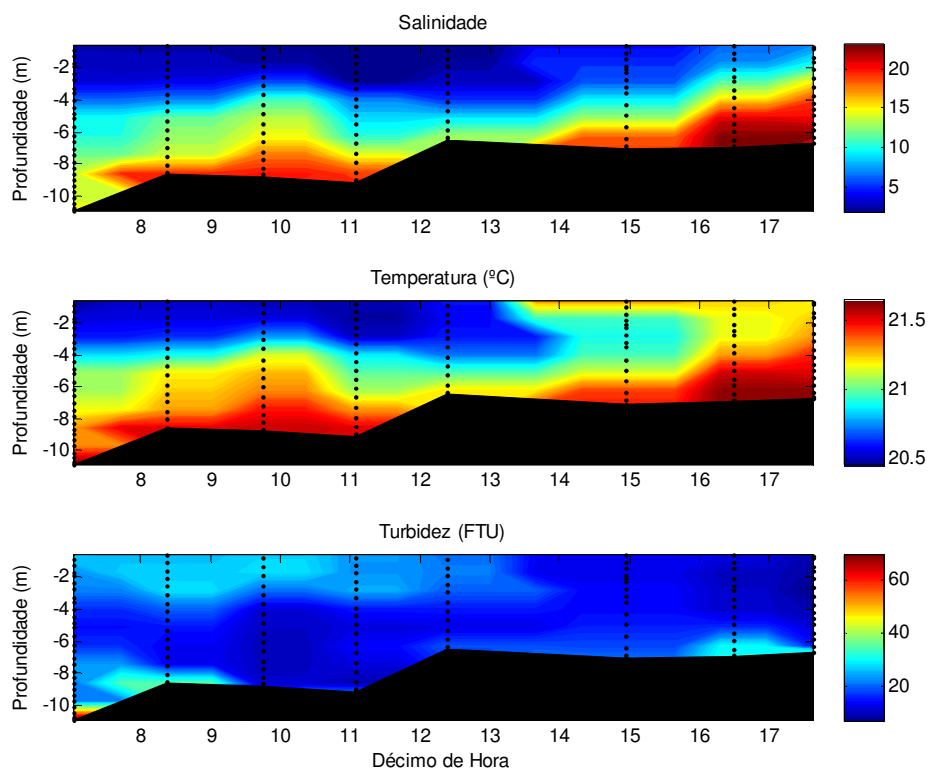 Salinidade
Profundidade (m)
-2
-4
-6
-8
-10
8 9 10 11 12 13 14 15 16 17
20
15
10
5
Temperatura (ºC)
Profundidade (m)
-2
-4
-6
-8
-10
8 9 10 11 12 13 14 15 16 17
21.5
21
20.5
Turbidez (FTU)
Profundidade (m)
-2
-4
-6
-8
-10
8 9 10 11 12 13 14 15 16 17
60
40
20
Décimo de Hora